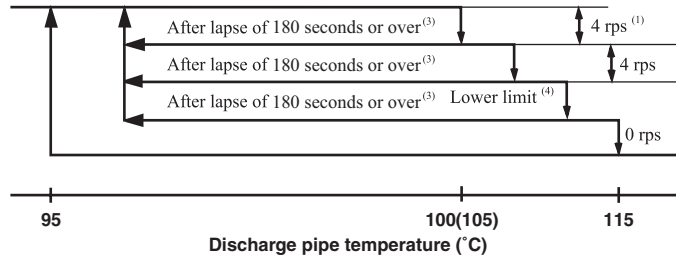 After lapse of 180 seconds or over(3)
4 rps (1)
After lapse of 180 seconds or over(3)
4 rps
After lapse of 180 seconds or over(3)
Lower limit (4)
0 rps
95
100(105)
115
Discharge pipe temperature (˚C)